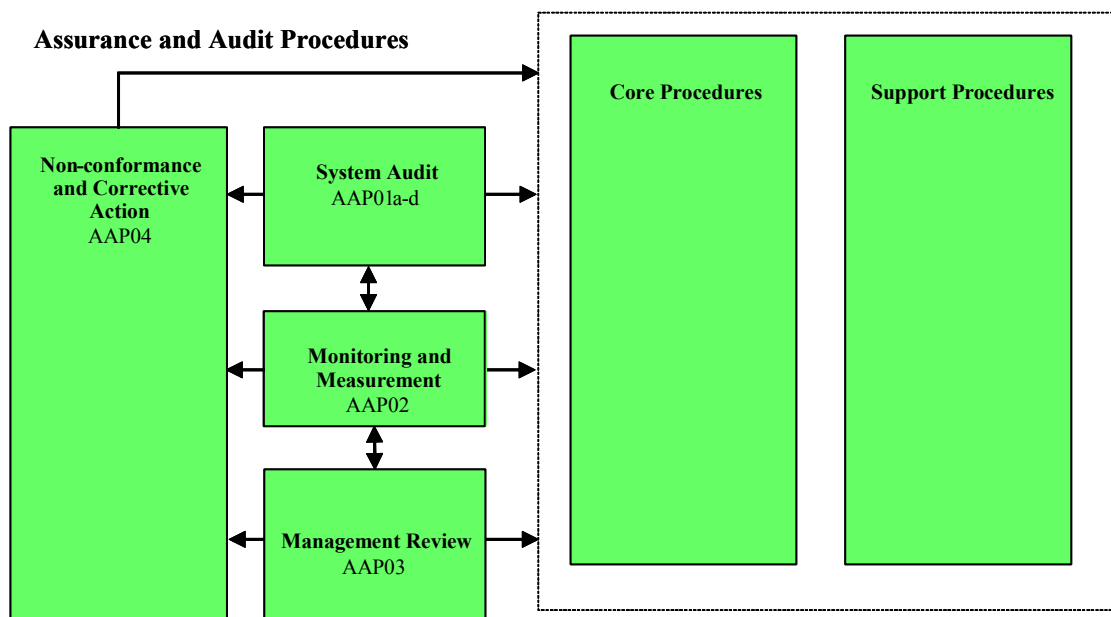 Assurance and Audit Procedures
Core Procedures
Support Procedures
Non-conformance
and Corrective
Action
AAP04
System Audit
AAP01a-d
Monitoring and
Measurement
AAP02
Management Review
AAP03